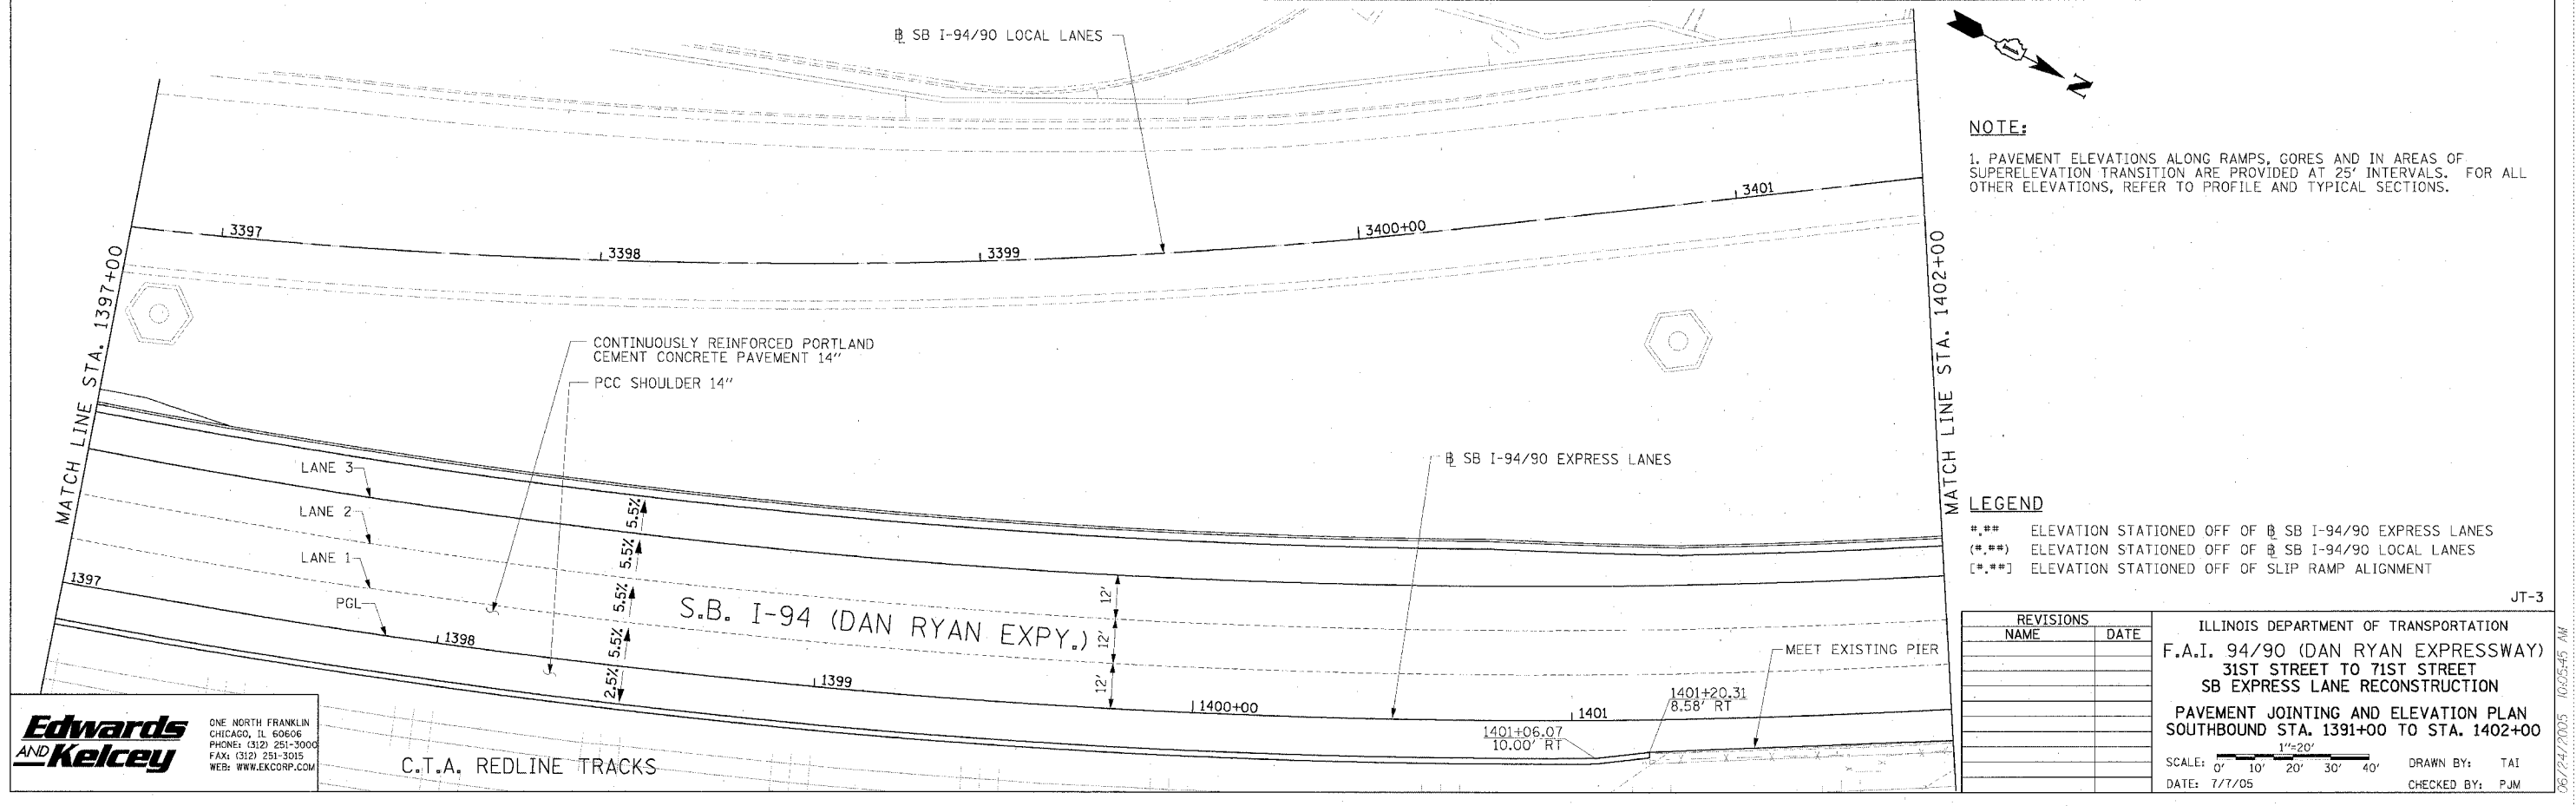 ℄ SB I-94/90 LOCAL LANES
N
NOTE:
1. PAVEMENT ELEVATIONS ALONG RAMPS, GORES AND IN AREAS OF
SUPERELEVATION TRANSITION ARE PROVIDED AT 25' INTERVALS. FOR ALL
OTHER ELEVATIONS, REFER TO PROFILE AND TYPICAL SECTIONS.
3397
3398
3399
3400+00
3401
MATCH LINE STA. 1397+00
MATCH LINE STA. 1402+00
CONTINUOUSLY REINFORCED PORTLAND
CEMENT CONCRETE PAVEMENT 14"
PCC SHOULDER 14"
LANE 3
LANE 2
LANE 1
PGL
℄ SB I-94/90 EXPRESS LANES
5.5%
5.5%
5.5%
5.5%
2.5%
S.B. I-94 (DAN RYAN EXPY.)
12'
12'
12'
1397
1398
1399
1400+00
1401
MEET EXISTING PIER
1401+20.31
8.58' RT
1401+06.07
10.00' RT
C.T.A. REDLINE TRACKS
LEGEND
#.## ELEVATION STATIONED OFF OF ℄ SB I-94/90 EXPRESS LANES
(#.##) ELEVATION STATIONED OFF OF ℄ SB I-94/90 LOCAL LANES
[#.##] ELEVATION STATIONED OFF OF SLIP RAMP ALIGNMENT
JT-3
Edwards
AND Kelcey
ONE NORTH FRANKLIN
CHICAGO, IL 60606
PHONE: (312) 251-3000
FAX: (312) 251-3015
WEB: WWW.EKCORP.COM
REVISIONS
NAME DATE
ILLINOIS DEPARTMENT OF TRANSPORTATION
F.A.I. 94/90 (DAN RYAN EXPRESSWAY)
31ST STREET TO 71ST STREET
SB EXPRESS LANE RECONSTRUCTION
PAVEMENT JOINTING AND ELEVATION PLAN
SOUTHBOUND STA. 1391+00 TO STA. 1402+00
1"=20'
SCALE: 0' 10' 20' 30' 40'
DRAWN BY: TAI
DATE: 7/7/05
CHECKED BY: PJM
06/24/2005 10:05:45 AM